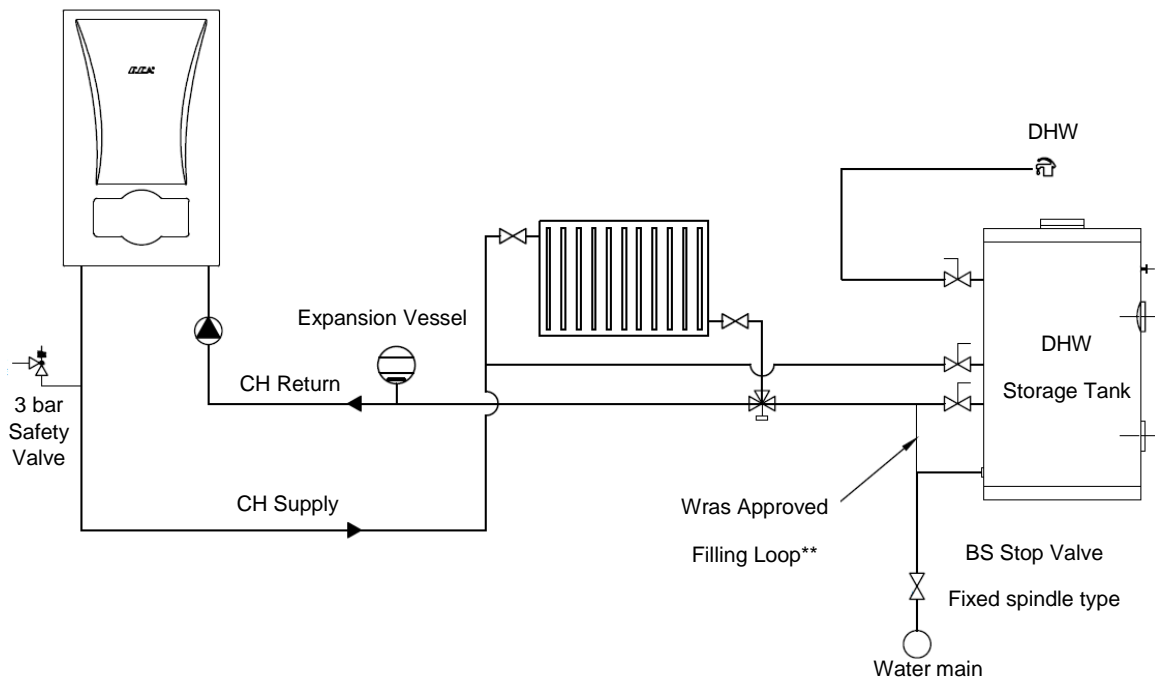 DHW
Expansion Vessel
CH Return
3 bar
Safety
Valve
DHW
Storage Tank
CH Supply
Wras Approved
Filling Loop**
BS Stop Valve
Fixed spindle type
Water main